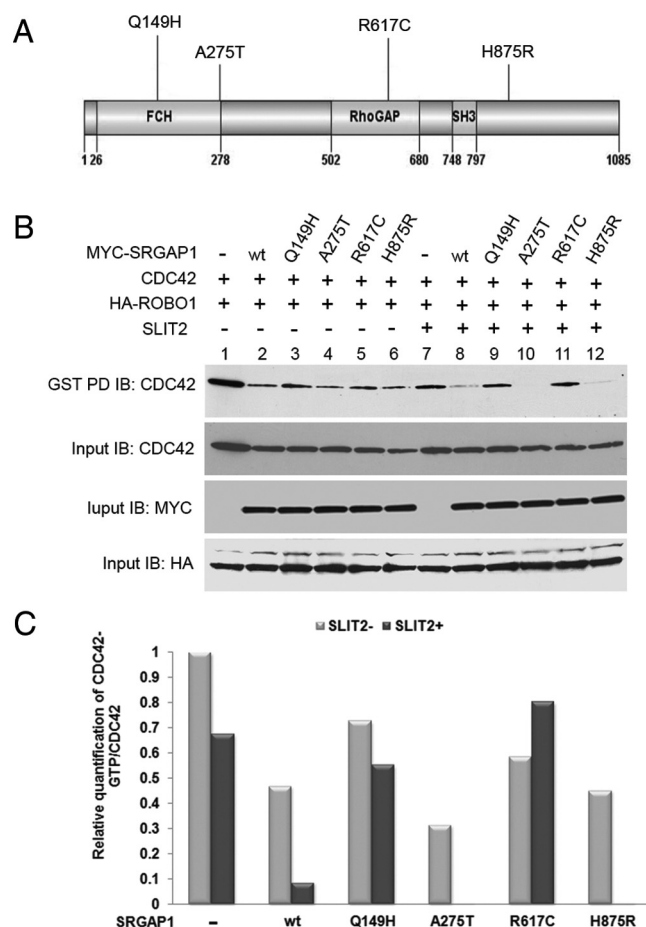 A
Q149H
A275T
R617C
H875R
FCH
RhoGAP
SH3
1 26 278 502 680 748 797 1085
B
MYC-SRGAP1 - wt Q149H A275T R617C H875R - wt Q149H A275T R617C H875R
CDC42 + + + + + + + + + + + +
HA-ROBO1 + + + + + + + + + + + +
SLIT2 - - - - - - + + + + + +
1 2 3 4 5 6 7 8 9 10 11 12
GST PD IB: CDC42
Input IB: CDC42
Iuput IB: MYC
Input IB: HA
C
SLIT2- SLIT2+
Relative quantification of CDC42-
GTP/CDC42
1
0.9
0.8
0.7
0.6
0.5
0.4
0.3
0.2
0.1
0
SRGAP1 – wt Q149H A275T R617C H875R